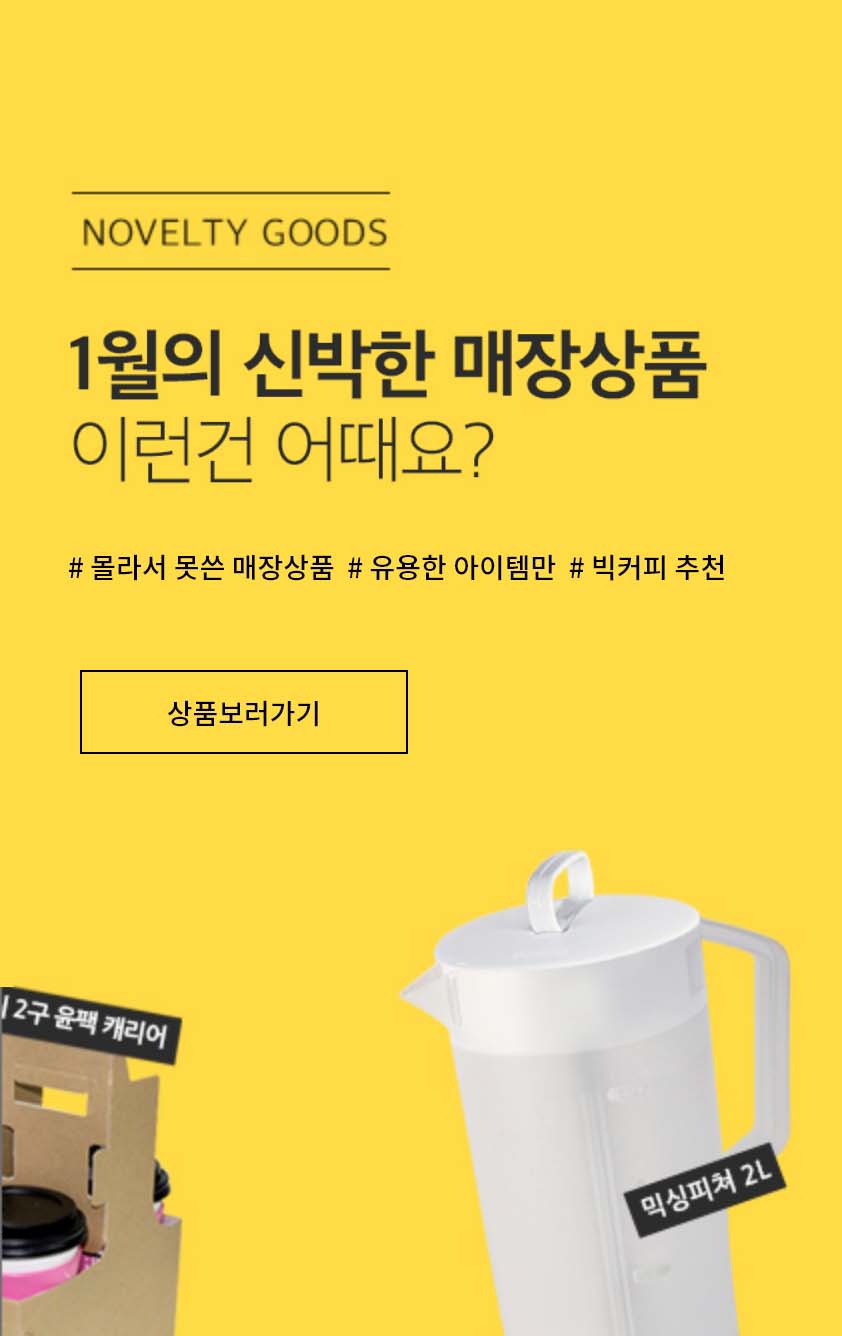 NOVELTY GOODS
1월의 신박한 매장상품
이런건 어때요?
# 몰라서 못쓴 매장상품 # 유용한 아이템만 # 빅커피 추천
상품보러가기
2구 윤팩 캐리어
믹싱피쳐 2L